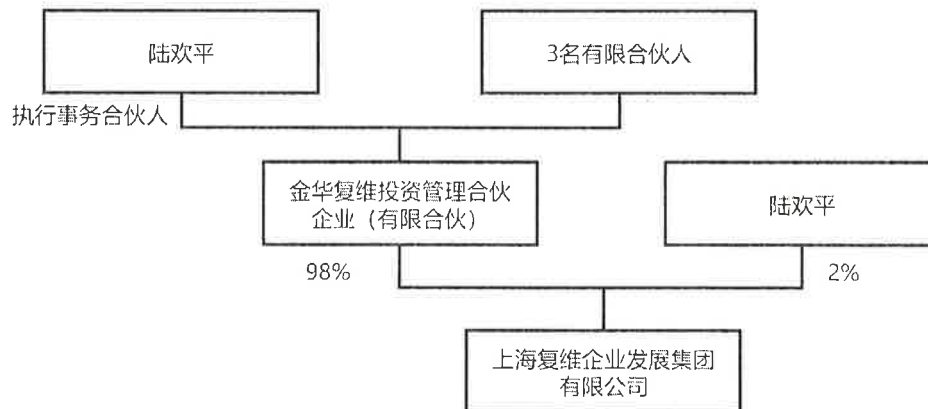 陆欢平
3名有限合伙人
执行事务合伙人
金华复维投资管理合伙
企业（有限合伙）
陆欢平
98%
2%
上海复维企业发展集团
有限公司